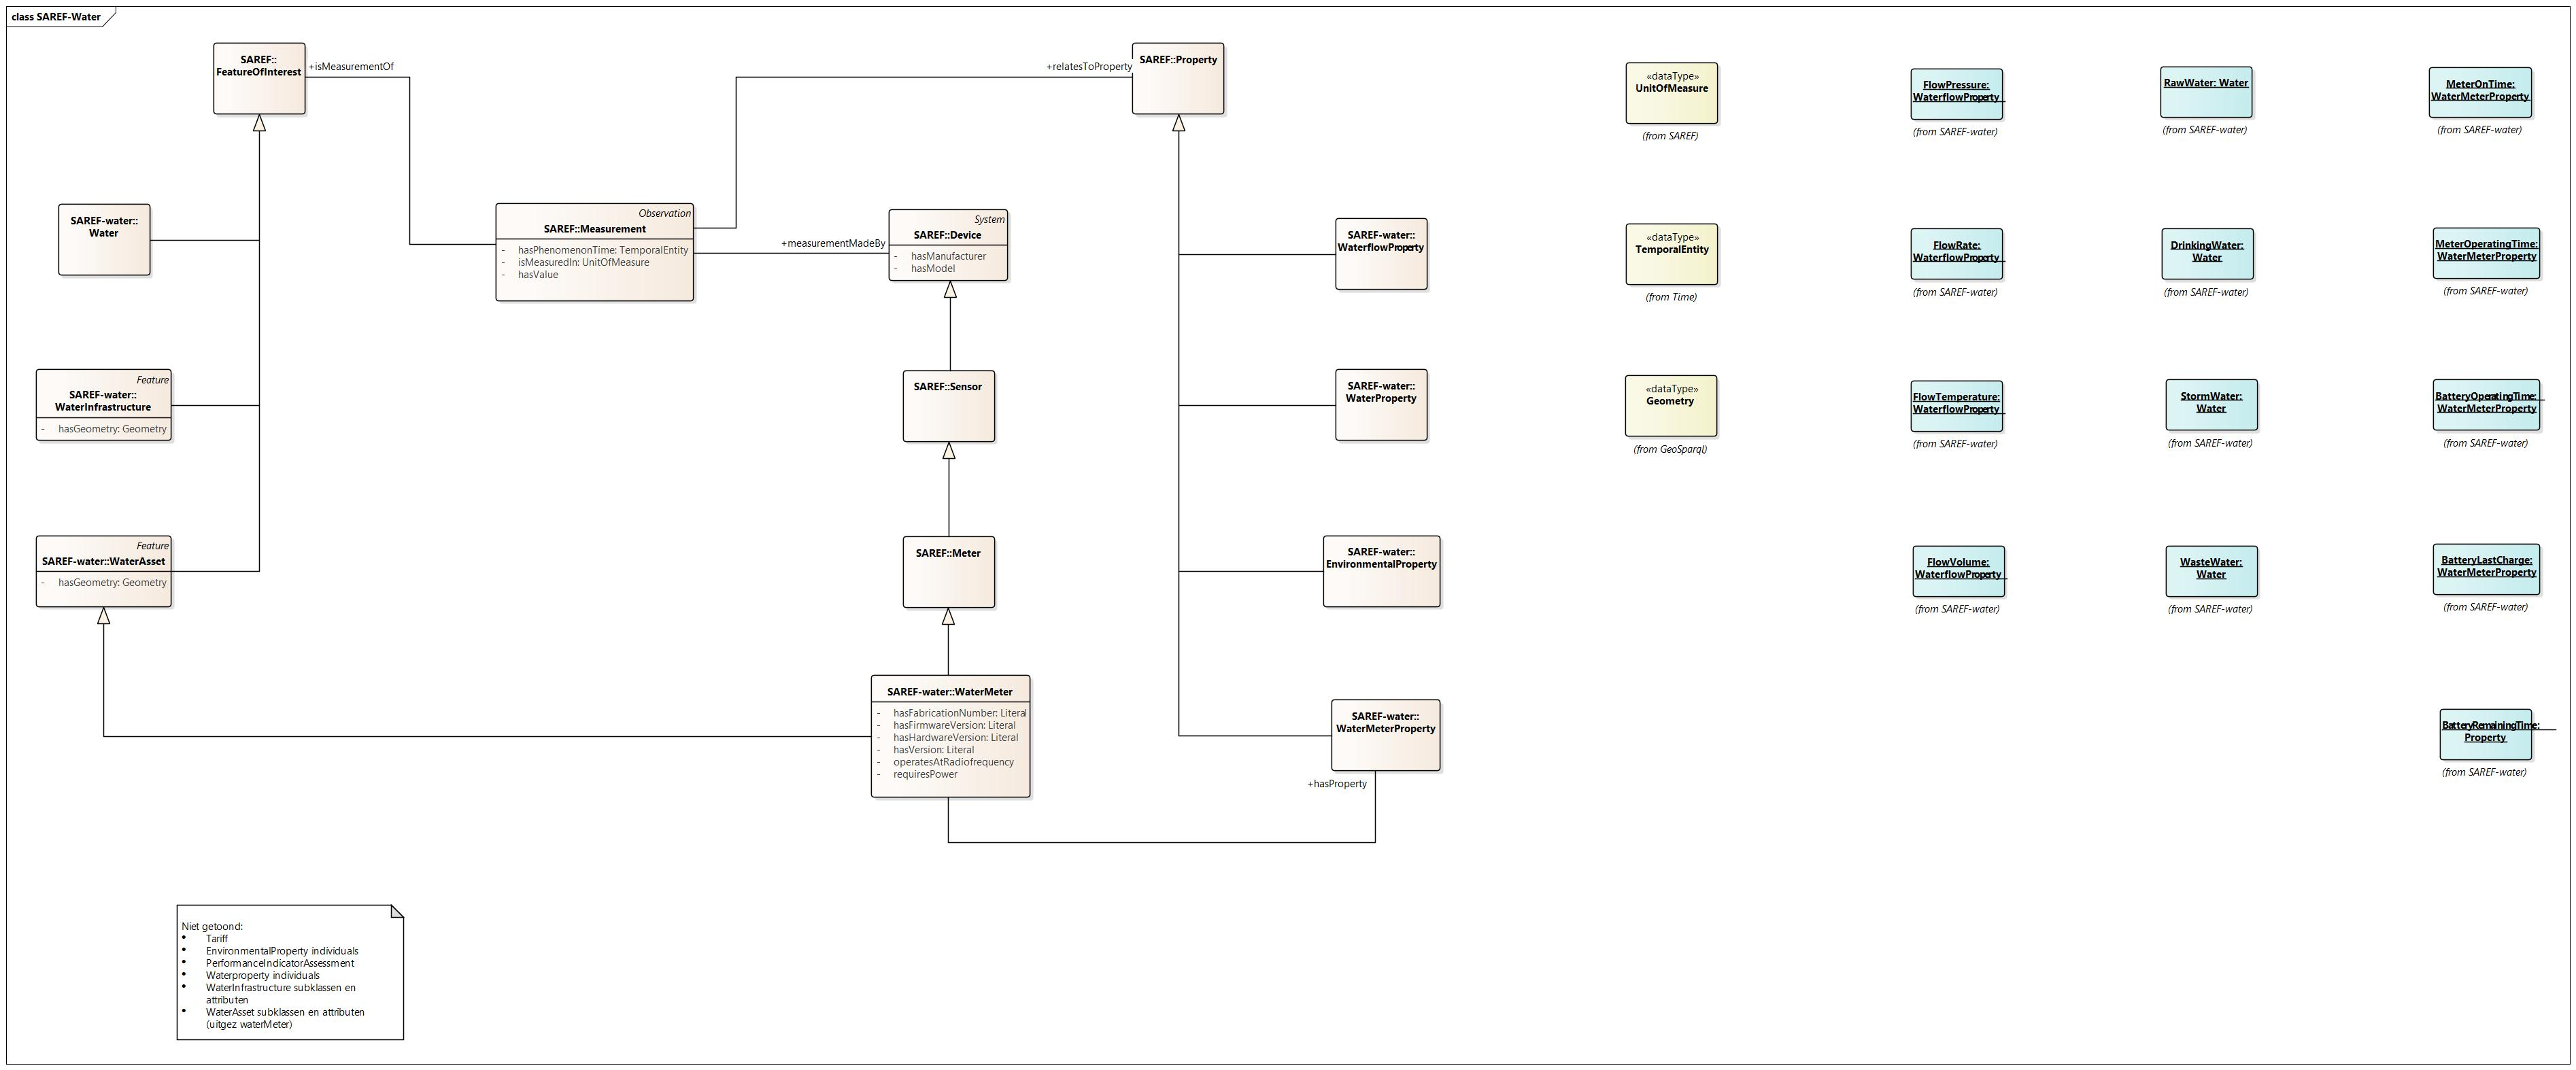 class SAREF-Water
SAREF::
FeatureOfInterest
+isMeasurementOf
+relatesToProperty
SAREF::Property
«dataType»
UnitOfMeasure
(from SAREF)
FlowPressure:
WaterflowProperty
(from SAREF-water)
RawWater: Water
(from SAREF-water)
MeterOnTime:
WaterMeterProperty
(from SAREF-water)
SAREF-water::
Water
Observation
SAREF::Measurement
- hasPhenomenonTime: TemporalEntity
- isMeasuredIn: UnitOfMeasure
- hasValue
+measurementMadeBy
System
SAREF::Device
- hasManufacturer
- hasModel
SAREF-water::
WaterflowProperty
«dataType»
TemporalEntity
(from Time)
FlowRate:
WaterflowProperty
(from SAREF-water)
DrinkingWater:
Water
(from SAREF-water)
MeterOperatingTime:
WaterMeterProperty
(from SAREF-water)
Feature
SAREF-water::
WaterInfrastructure
- hasGeometry: Geometry
SAREF::Sensor
SAREF-water::
WaterProperty
«dataType»
Geometry
(from GeoSparql)
FlowTemperature:
WaterflowProperty
(from SAREF-water)
StormWater:
Water
(from SAREF-water)
BatteryOperatingTime:
WaterMeterProperty
(from SAREF-water)
Feature
SAREF-water::WaterAsset
- hasGeometry: Geometry
SAREF::Meter
SAREF-water::
EnvironmentalProperty
FlowVolume:
WaterflowProperty
(from SAREF-water)
WasteWater:
Water
(from SAREF-water)
BatteryLastCharge:
WaterMeterProperty
(from SAREF-water)
SAREF-water::WaterMeter
- hasFabricationNumber: Literal
- hasFirmwareVersion: Literal
- hasHardwareVersion: Literal
- hasVersion: Literal
- operatesAtRadiofrequency
- requiresPower
SAREF-water::
WaterMeterProperty
+hasProperty
BatteryRemainingTime:
Property
(from SAREF-water)
Niet getoond:
• Tariff
• EnvironmentalProperty individuals
• PerformanceIndicatorAssessment
• Waterproperty individuals
• WaterInfrastructure subklassen en
attributen
• WaterAsset subklassen en attributen
(uitgez waterMeter)